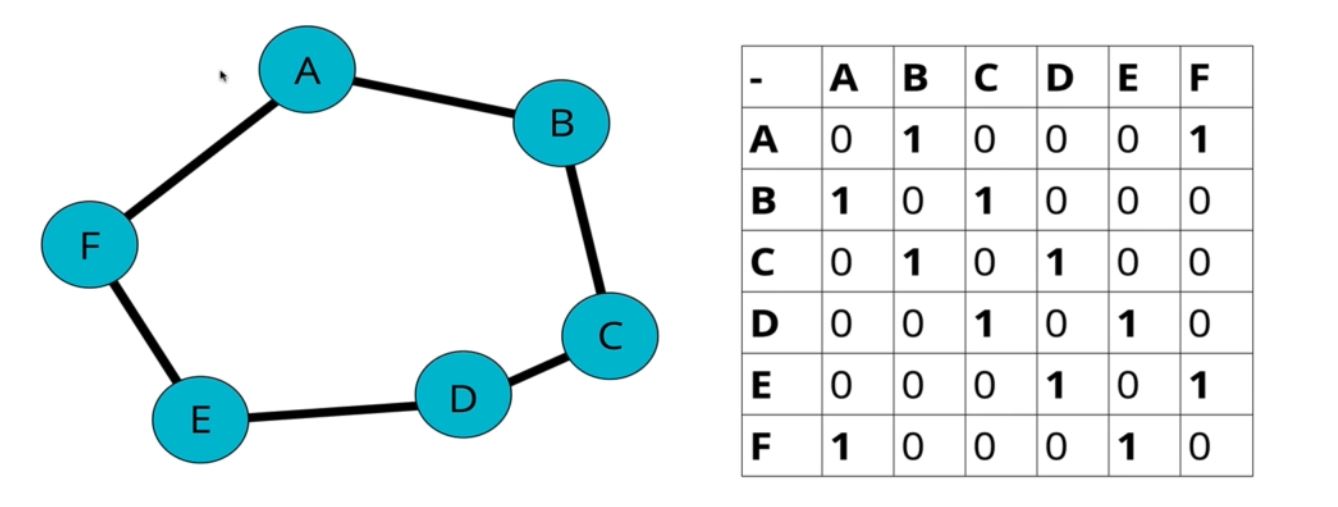 A
B
F
C
D
E
- A B C D E F
A 0 1 0 0 0 1
B 1 0 1 0 0 0
C 0 1 0 1 0 0
D 0 0 1 0 1 0
E 0 0 0 1 0 1
F 1 0 0 0 1 0